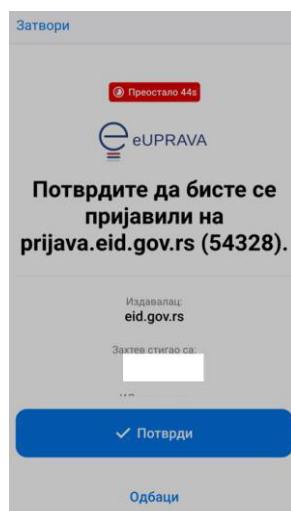 Затвори
Преостало 44s
eUPRAVA
Потврдите да бисте се
пријавили на
prijava.eid.gov.rs (54328).
Издавалац:
eid.gov.rs
Захтев стигао са:
Потврди
Одбаци